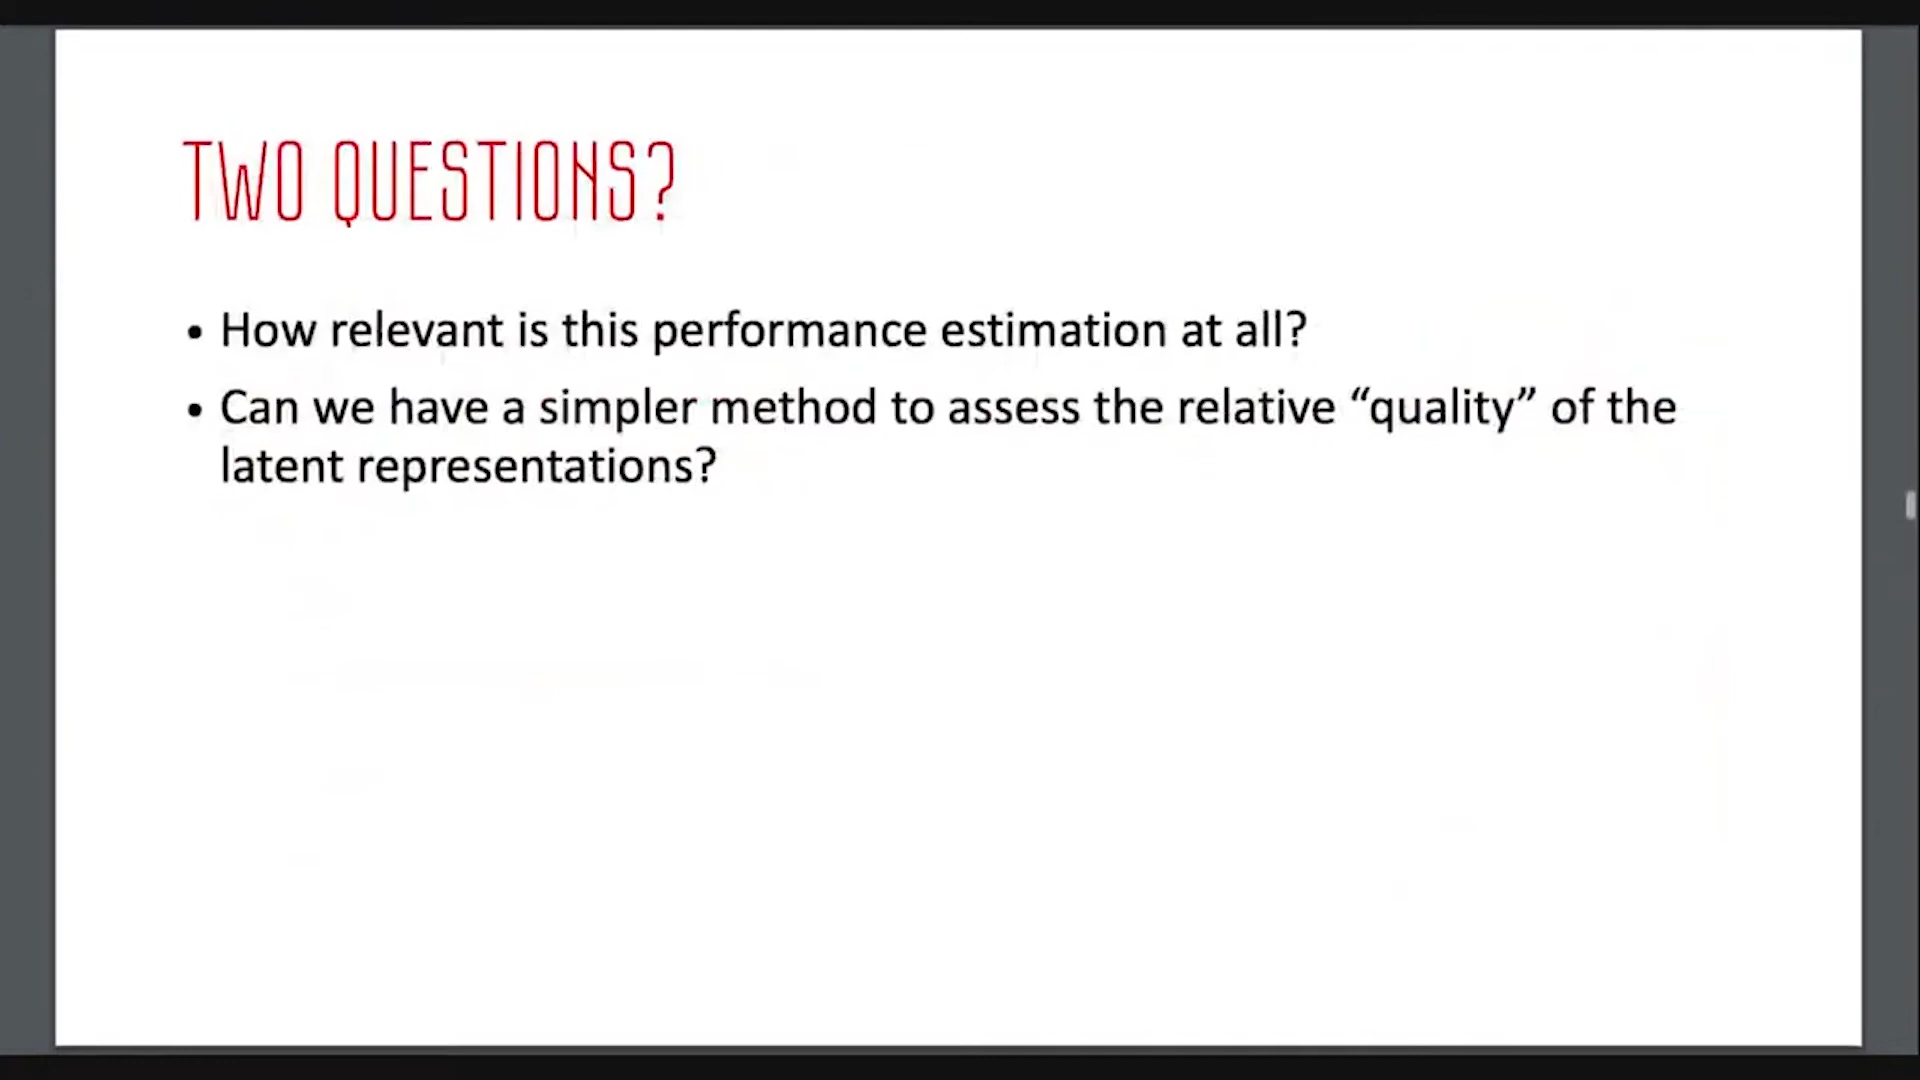 TWO QUESTIONS?
• How relevant is this performance estimation at all?
• Can we have a simpler method to assess the relative “quality” of the
latent representations?